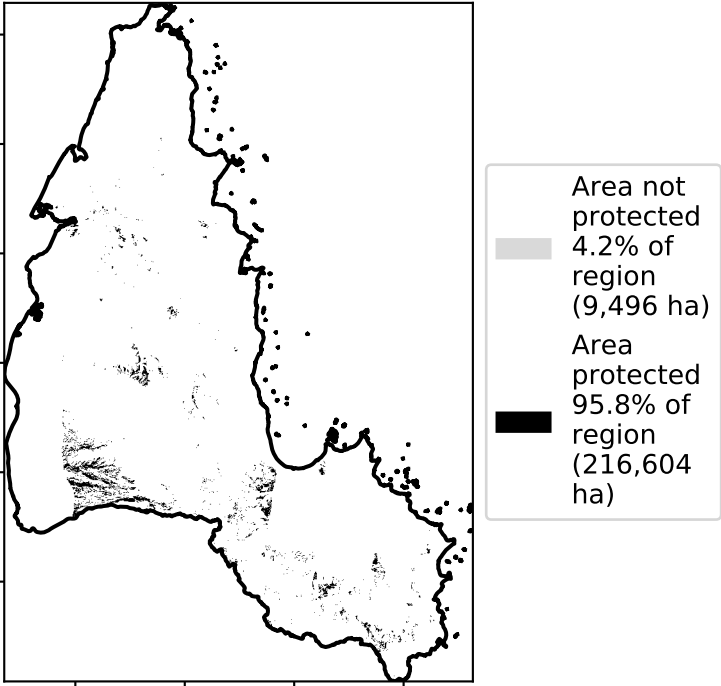 Area not
protected
4.2% of
region
(9,496 ha)
Area
protected
95.8% of
region
(216,604
ha)